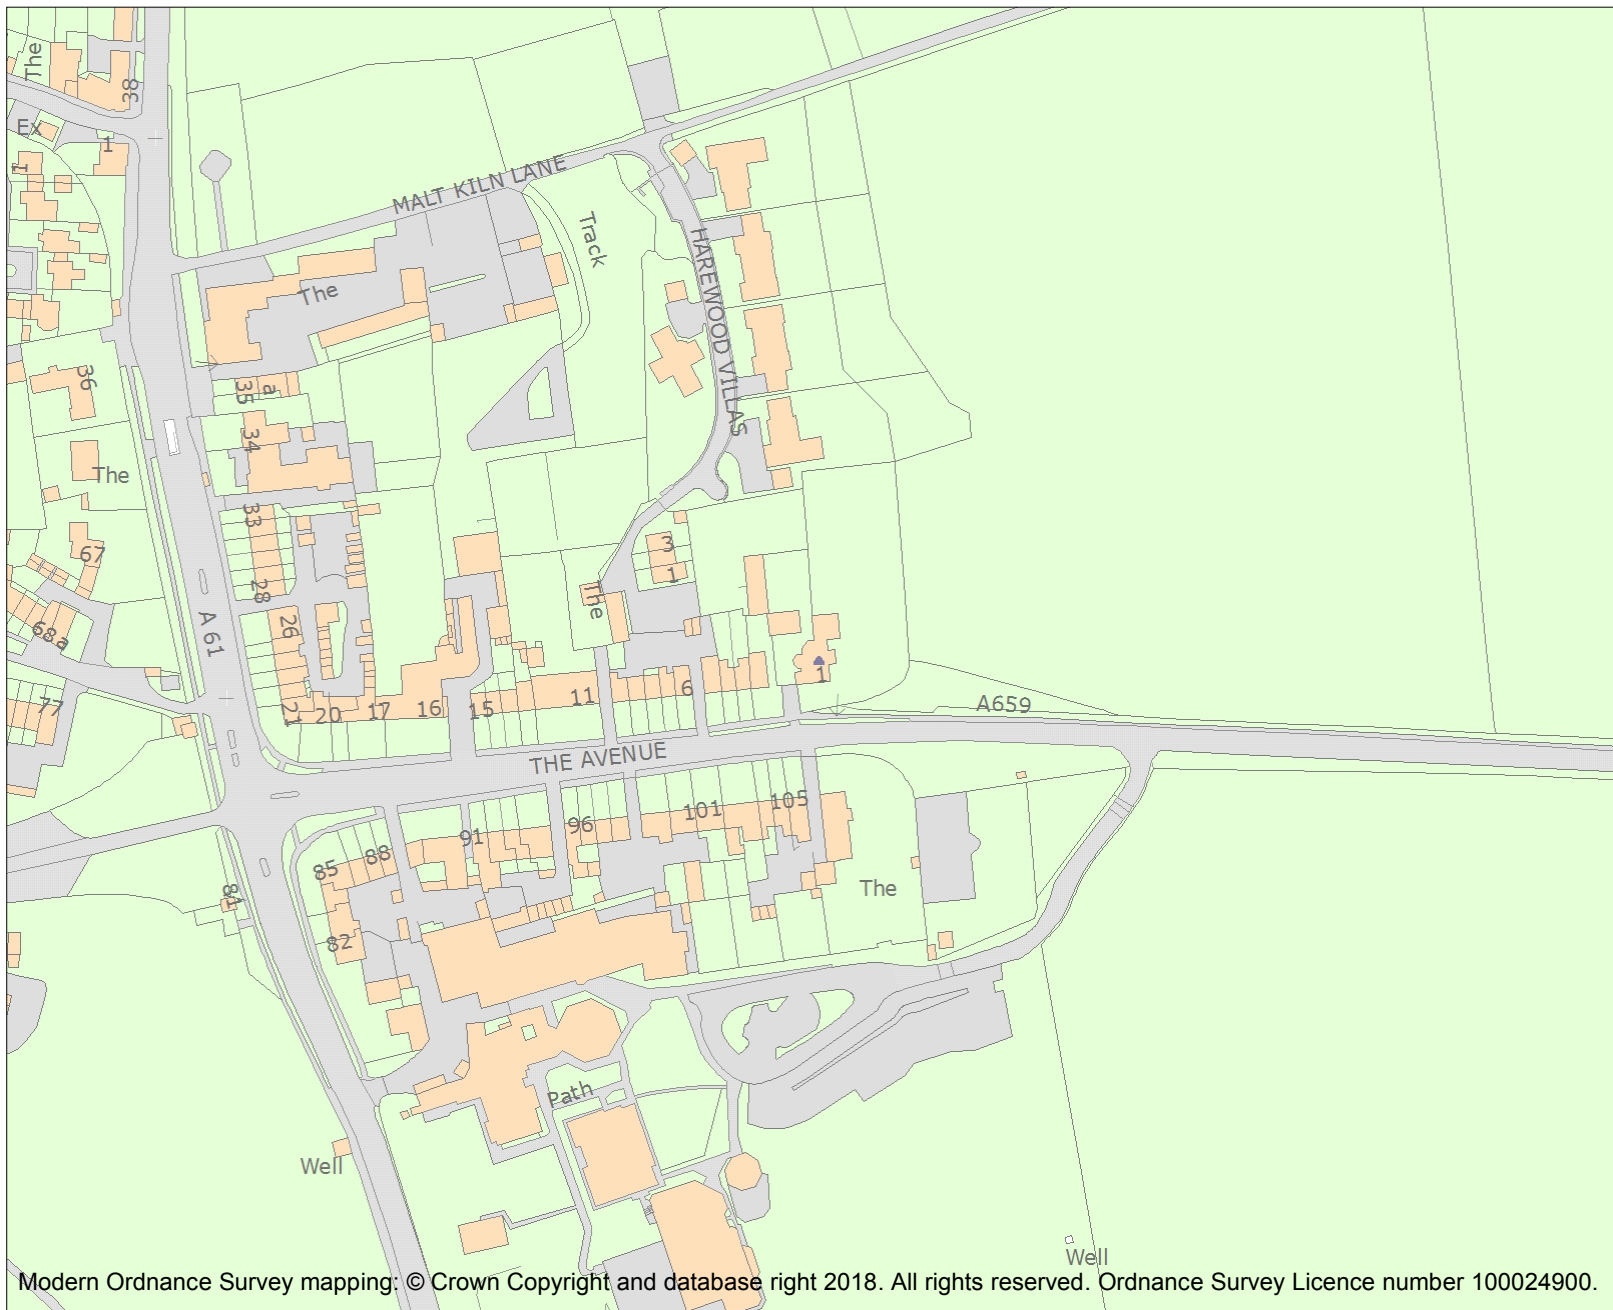 The
38
Ex
1
1
MALT KILN LANE
Track
HAREWOOD VILLAS
The
36
35
a
34
The
33
3
67
1
28
The
26
68a
A 61
1
6
11
77
21
20
17
16
15
A659
THE AVENUE
105
101
96
91
88
85
The
81
82
Path
Well
Well
Modern Ordnance Survey mapping: © Crown Copyright and database right 2018. All rights reserved. Ordnance Survey Licence number 100024900.